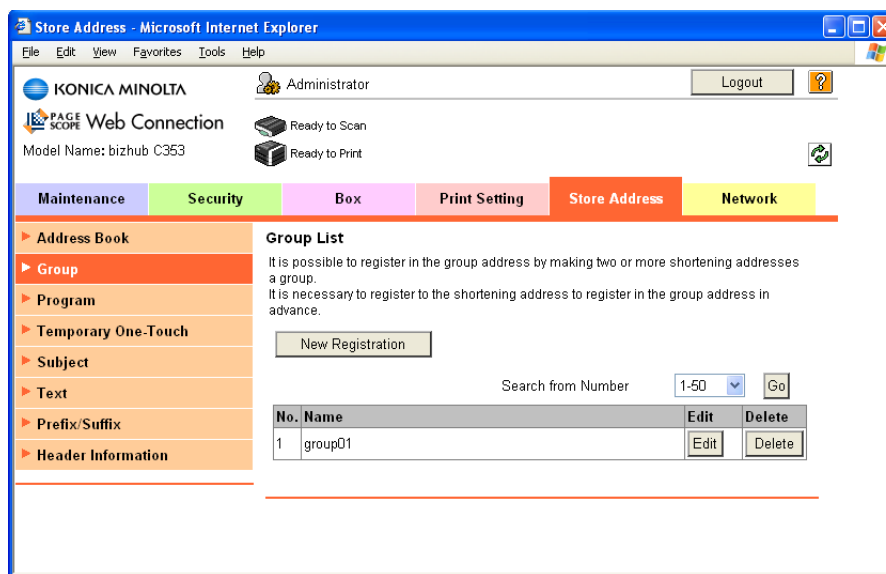 Store Address - Microsoft Internet Explorer
File Edit View Favorites Tools Help
KONICA MINOLTA
Administrator
Logout
?
PAGE SCOPE Web Connection
Ready to Scan
Model Name: bizhub C353
Ready to Print
Maintenance Security Box Print Setting Store Address Network
Address Book
Group
Program
Temporary One-Touch
Subject
Text
Prefix/Suffix
Header Information
Group List
It is possible to register in the group address by making two or more shortening addresses
a group.
It is necessary to register to the shortening address to register in the group address in
advance.
New Registration
Search from Number 1-50 Go
No. Name Edit Delete
1 group01 Edit Delete